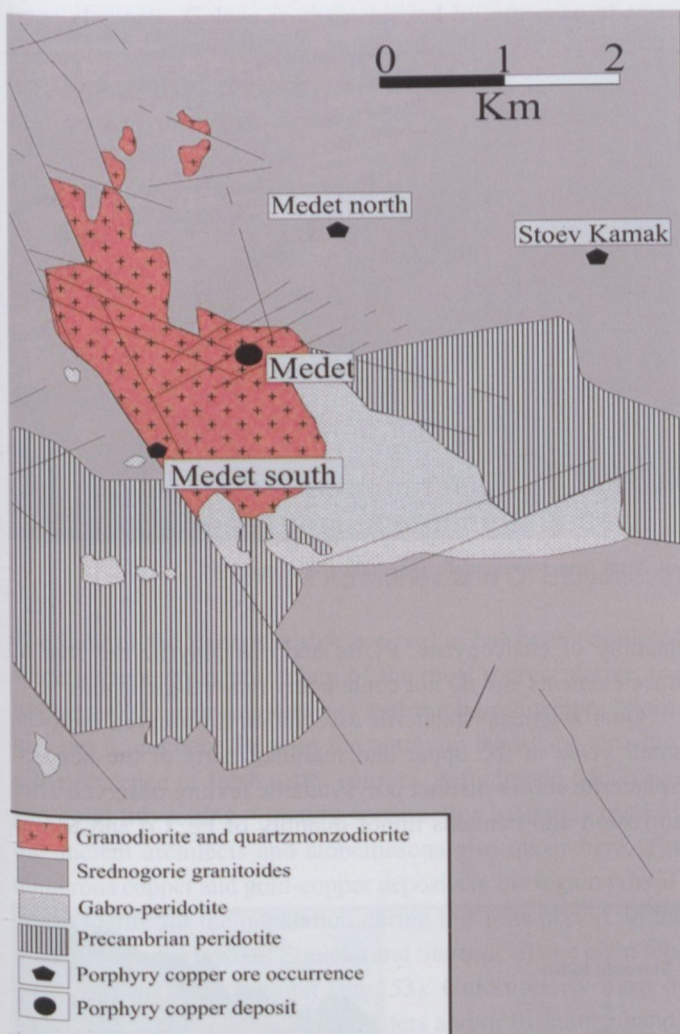 0 1 2
Km
Medet north
Stoev Kamak
Medet
Medet south
Granodiorite and quartzmonzodiorite
Srednogorie granitoides
Gabro-peridotite
Precambrian peridotite
Porphyry copper ore occurrence
Porphyry copper deposit